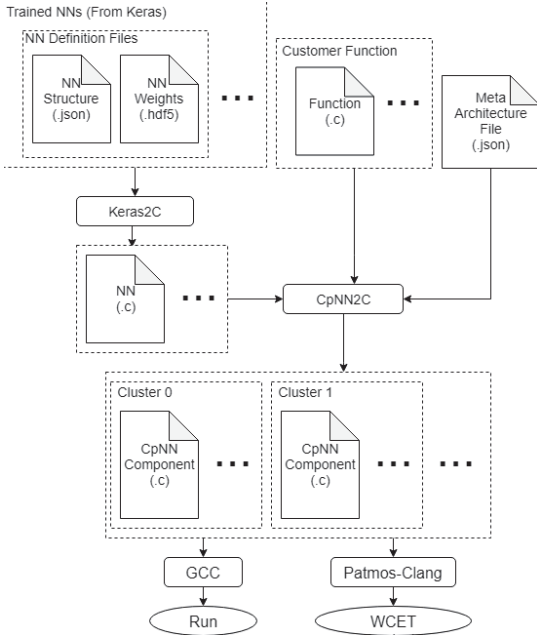 Trained NNs (From Keras)
NN Definition Files
NN
Structure
(.json)
NN
Weights
(.hdf5)
Customer Function
Function
(.c)
Meta
Architecture
File
(.json)
Keras2C
NN
(.c)
CpNN2C
Cluster 0
CpNN
Component
(.c)
Cluster 1
CpNN
Component
(.c)
GCC
Patmos-Clang
Run
WCET